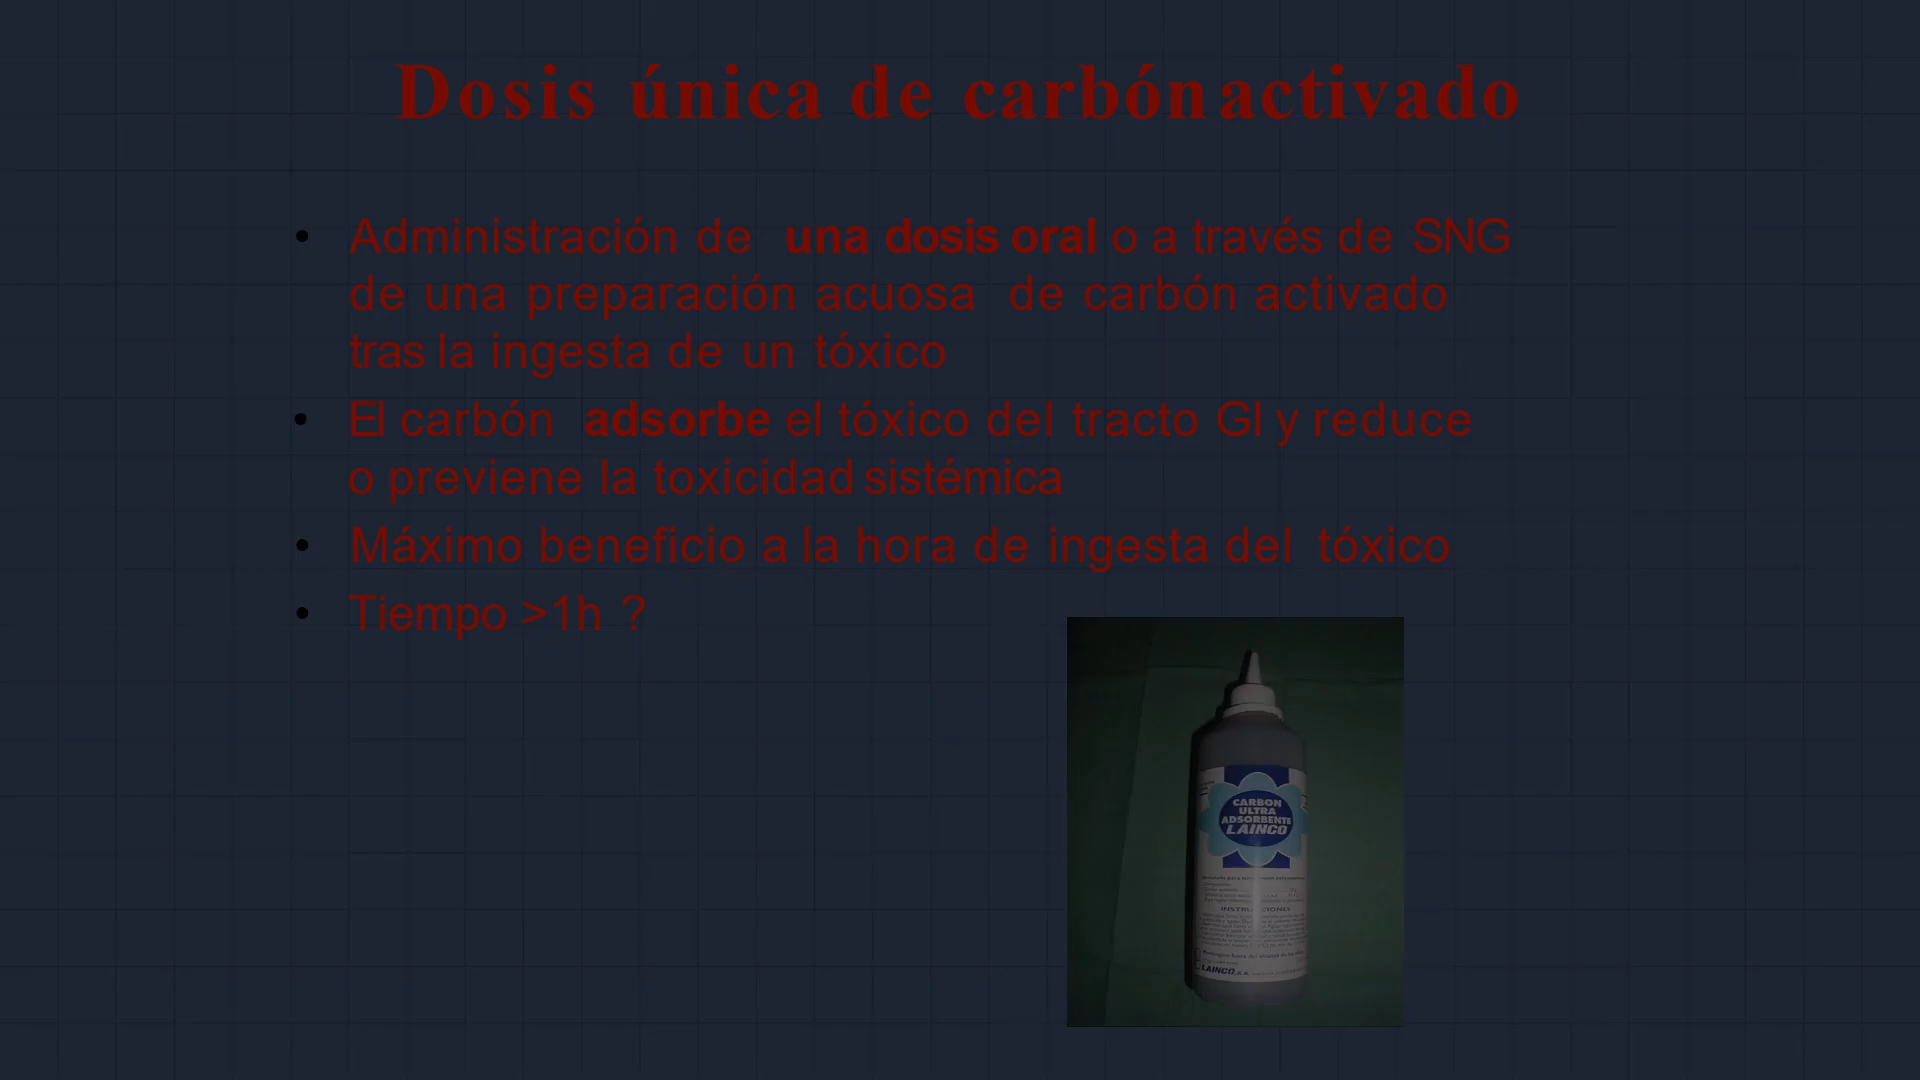 Dosis única de carbón activado
• Administración de una dosis oral o a través de SNG
de una preparación acuosa de carbón activado
tras la ingesta de un tóxico
• El carbón adsorbe el tóxico del tracto GI y reduce
o previene la toxicidad sistémica
• Máximo beneficio a la hora de ingesta del tóxico
• Tiempo >1h ?
CARBON
ULTRA
ADSORBENTE
LAINCO
INSTRUCCIONES
LAINCO, S.A.